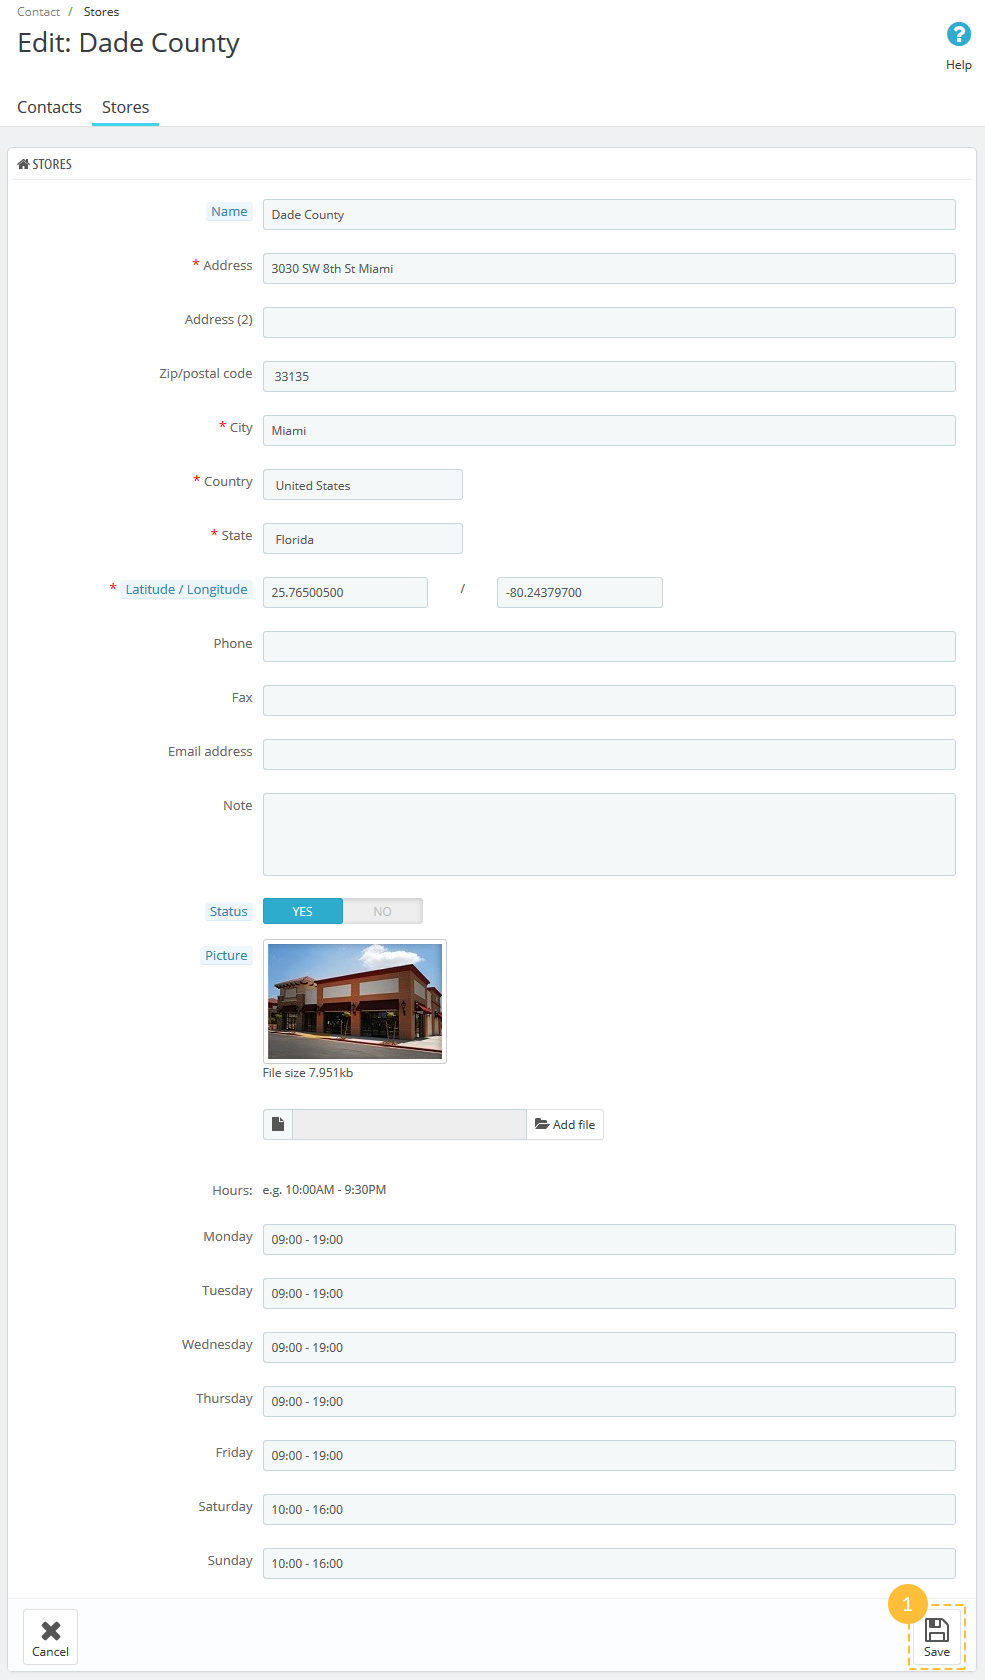 Contact / Stores
Edit: Dade County
Help
Contacts Stores
STORES
Name Dade County
* Address 3030 SW 8th St Miami
Address (2)
Zip/postal code 33135
* City Miami
* Country United States
* State Florida
* Latitude / Longitude 25.76500500 / -80.24379700
Phone
Fax
Email address
Note
Status YES NO
Picture
File size 7.951kb
Add file
Hours: e.g. 10:00AM - 9:30PM
Monday 09:00 - 19:00
Tuesday 09:00 - 19:00
Wednesday 09:00 - 19:00
Thursday 09:00 - 19:00
Friday 09:00 - 19:00
Saturday 10:00 - 16:00
Sunday 10:00 - 16:00
1
Cancel Save